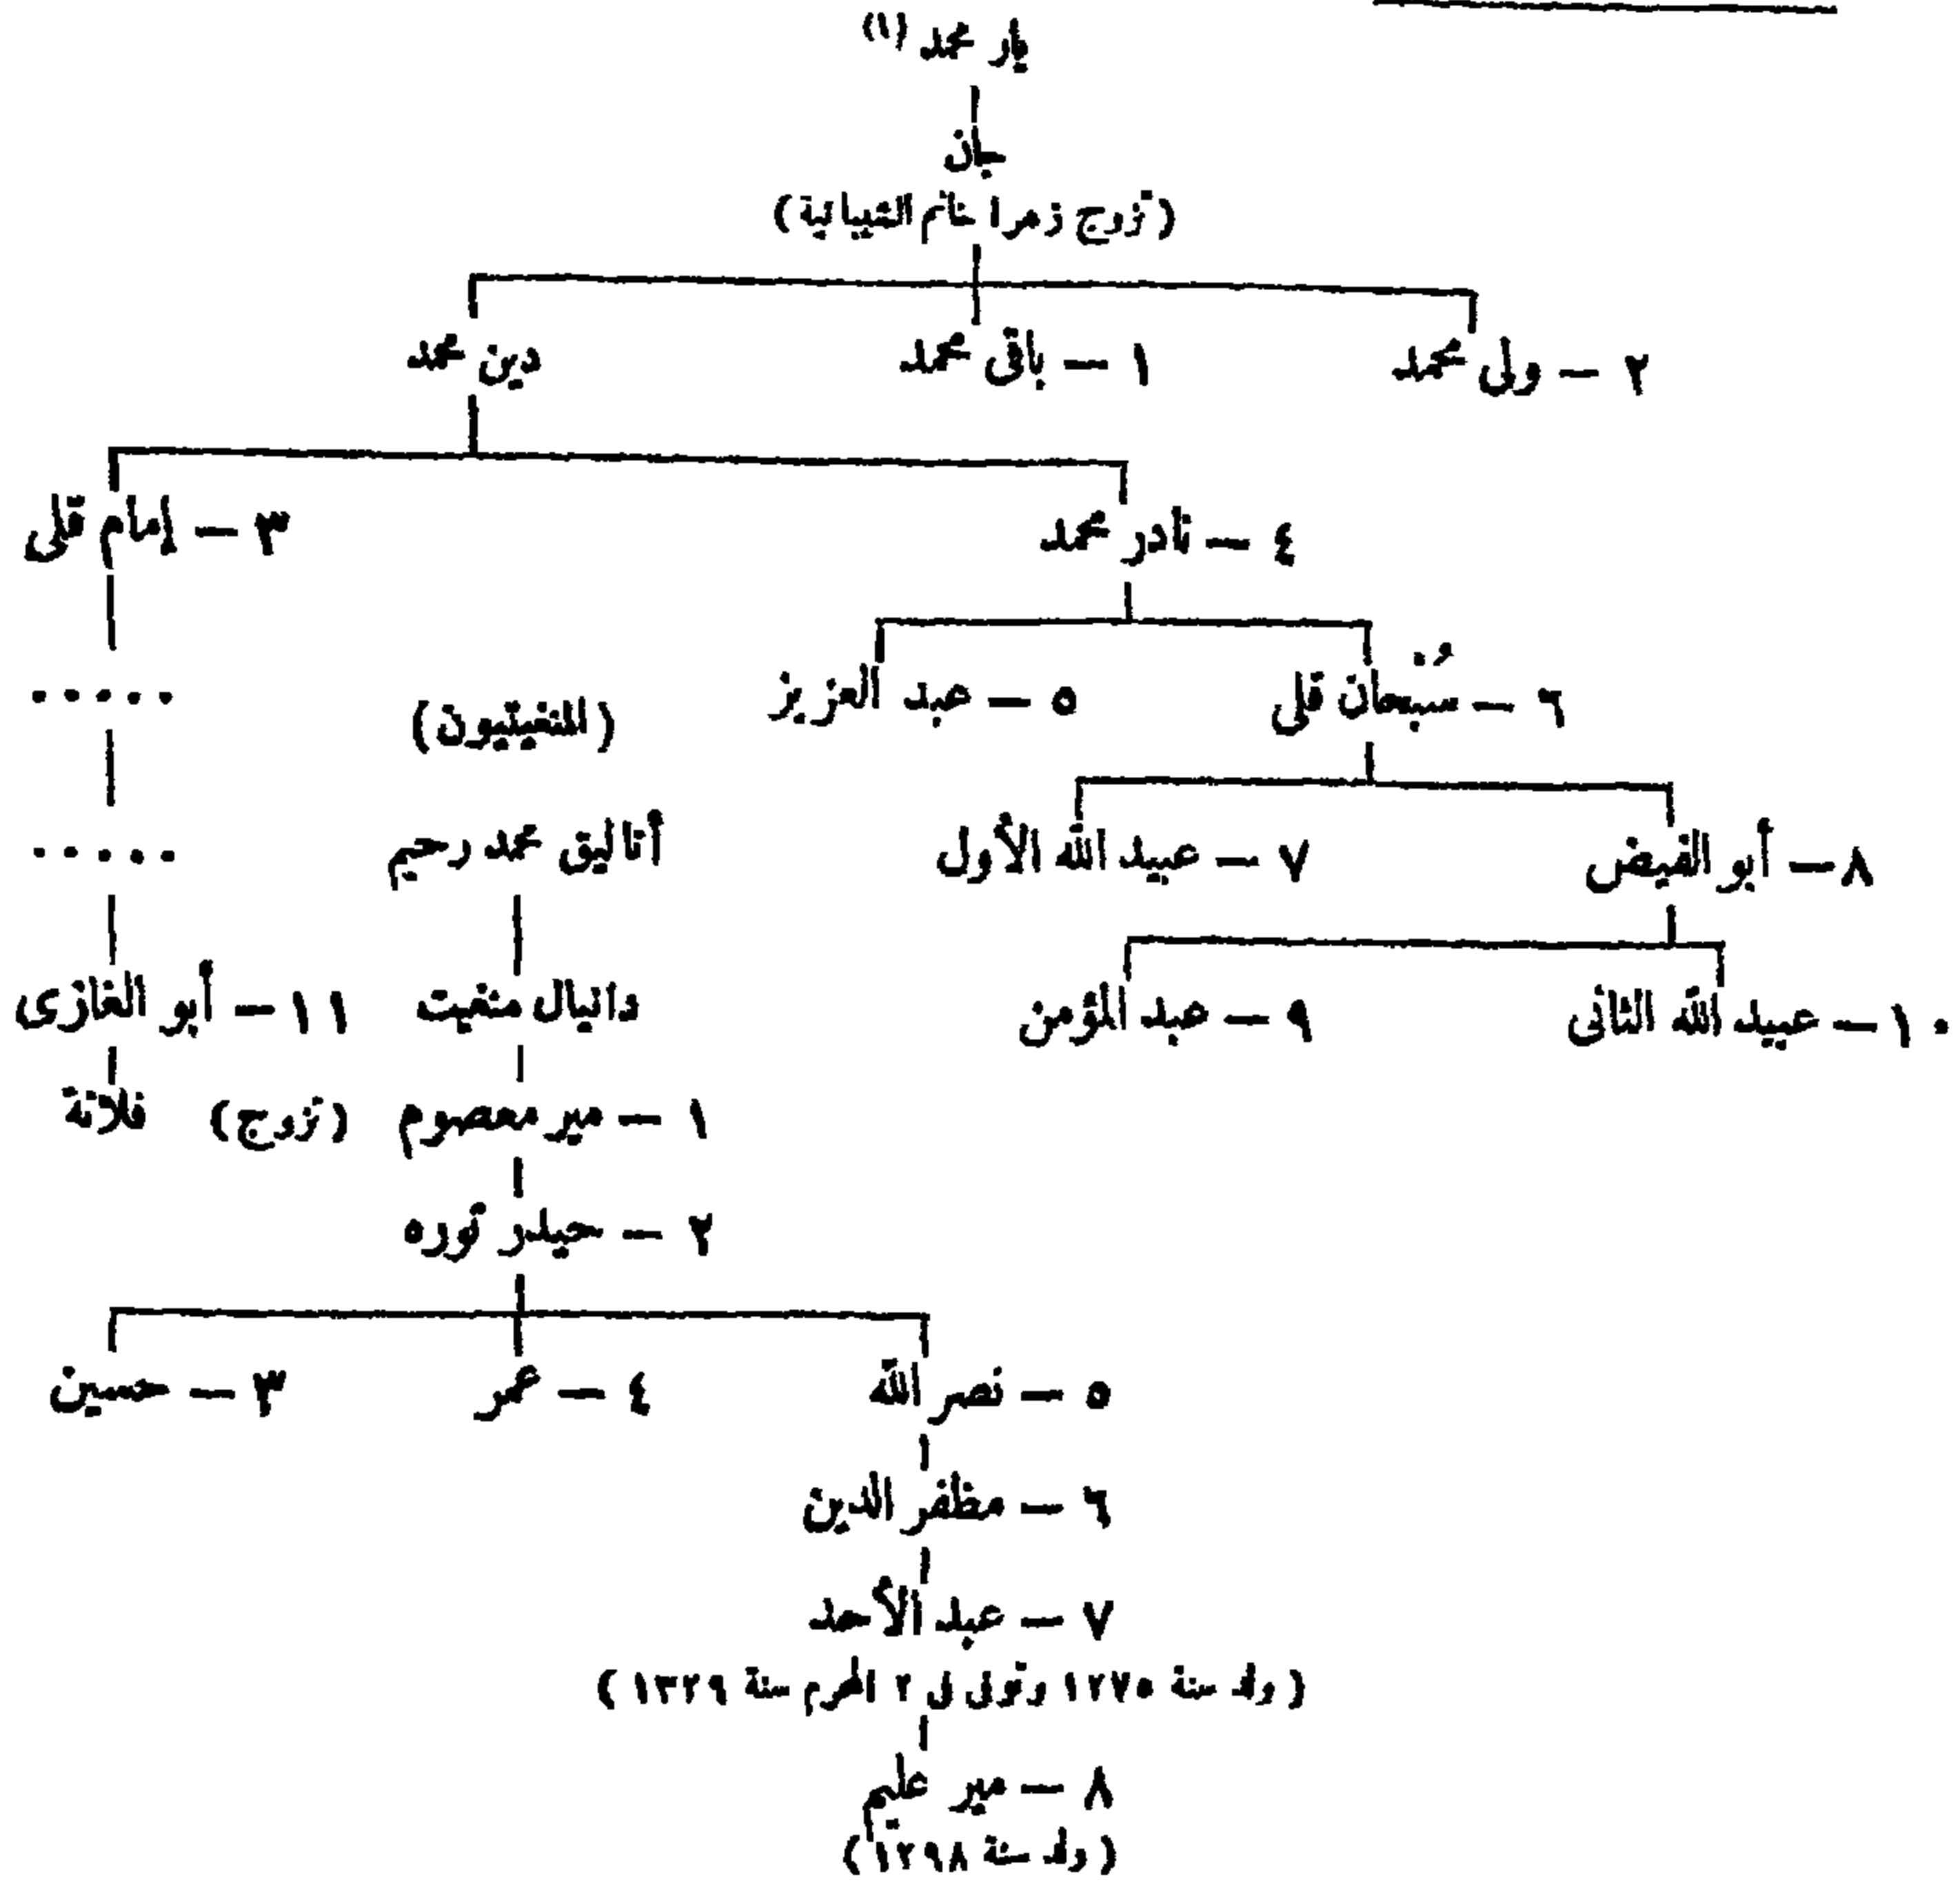 يار محمد (١)
جان
(تزوج زهرا خانم الشيبانية)
٢ – ولى محمد
١ – باقى محمد
دين محمد
٤ – نادر محمد
٣ – إمام قلى
٦ – سُبْحان قلى
٥ – عبد العزيز
(المنغيتيون)
.....
٨ – أبو الفيض
٧ – عبيد الله الأول
أتاليق محمد رحيم
.....
١٠ – عبيد الله الثانى
٩ – عبد المؤمن
دانيال منغيت
١١ – أبو الغازى
١ – مير معصوم (تزوج) فلانة
٢ – حيدر توره
٥ – نصر الله
٤ – عمر
٣ – حسين
٦ – مظفر الدين
٧ – عبد الأحمد
(ولد سنة ١٢٧٥ وتوفى فى ٢ المحرم سنة ١٣٢٩)
٨ – مير عليم
(ولد سنة ١٢٩٨)